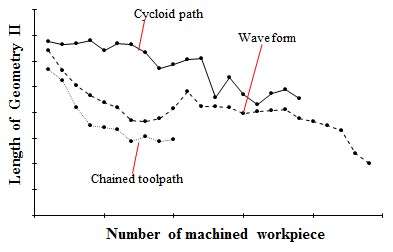 Cycloid path
Wave form
Length of Geometry II
Chained toolpath
Number of machined workpiece